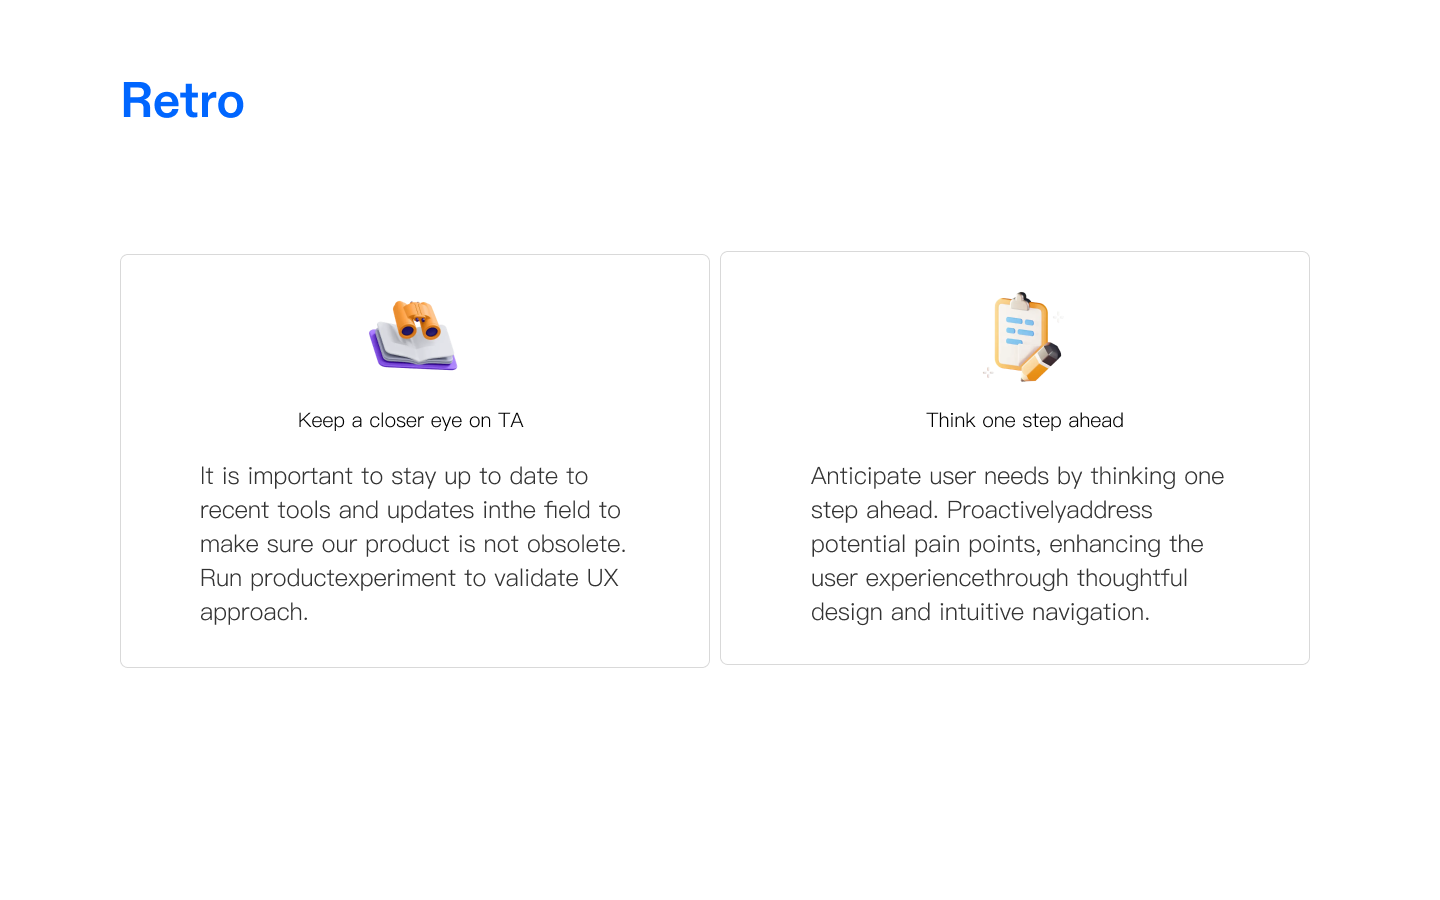 Retro
Keep a closer eye on TA
It is important to stay up to date to
recent tools and updates inthe field to
make sure our product is not obsolete.
Run productexperiment to validate UX
approach.
Think one step ahead
Anticipate user needs by thinking one
step ahead. Proactivelyaddress
potential pain points, enhancing the
user experiencethrough thoughtful
design and intuitive navigation.